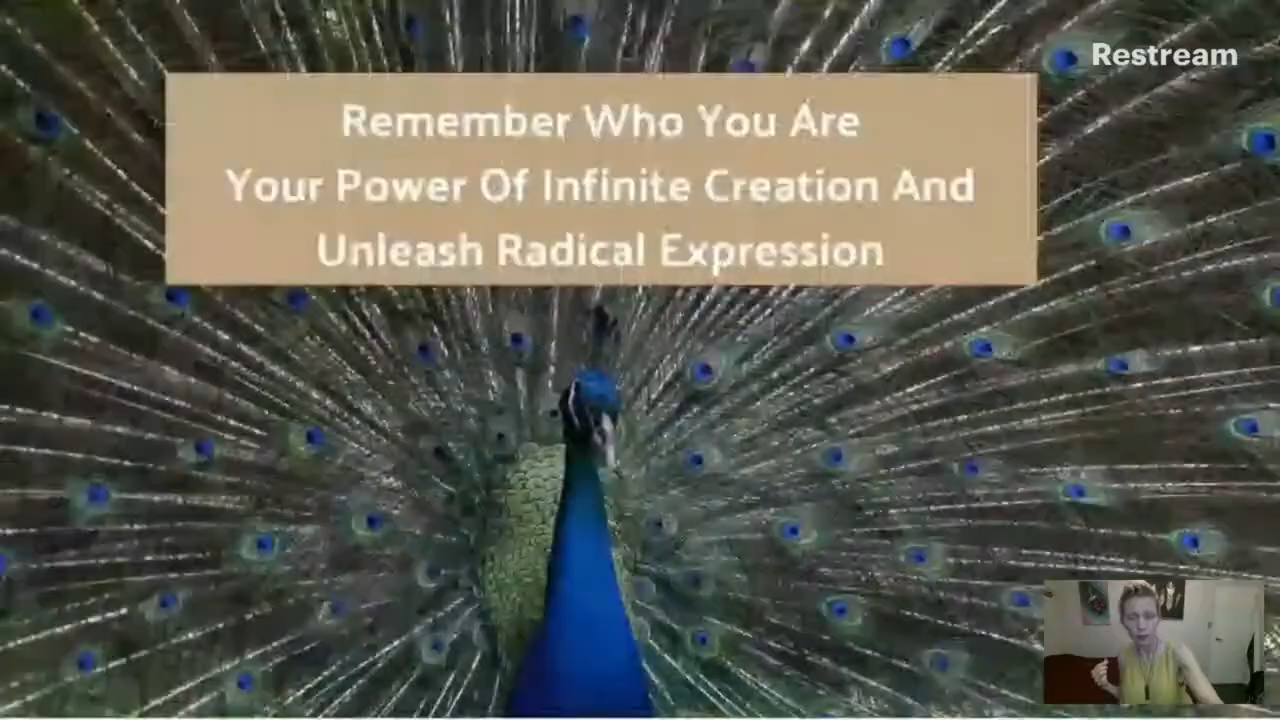 Restream
Remember Who You Are
Your Power Of Infinite Creation And
Unleash Radical Expression